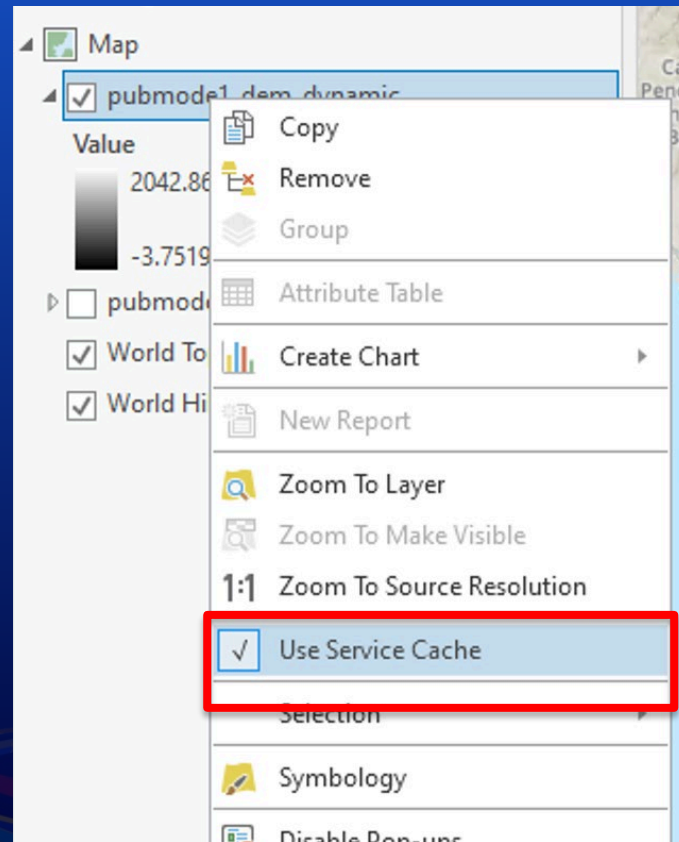 Map
pubmode1_dem_dynamic
Value
2042.86
-3.7519
World To
World Hi
Copy
Remove
Group
Attribute Table
Create Chart
New Report
Zoom To Layer
Zoom To Make Visible
1:1 Zoom To Source Resolution
Use Service Cache
Selection
Symbology
Disable Pop-ups